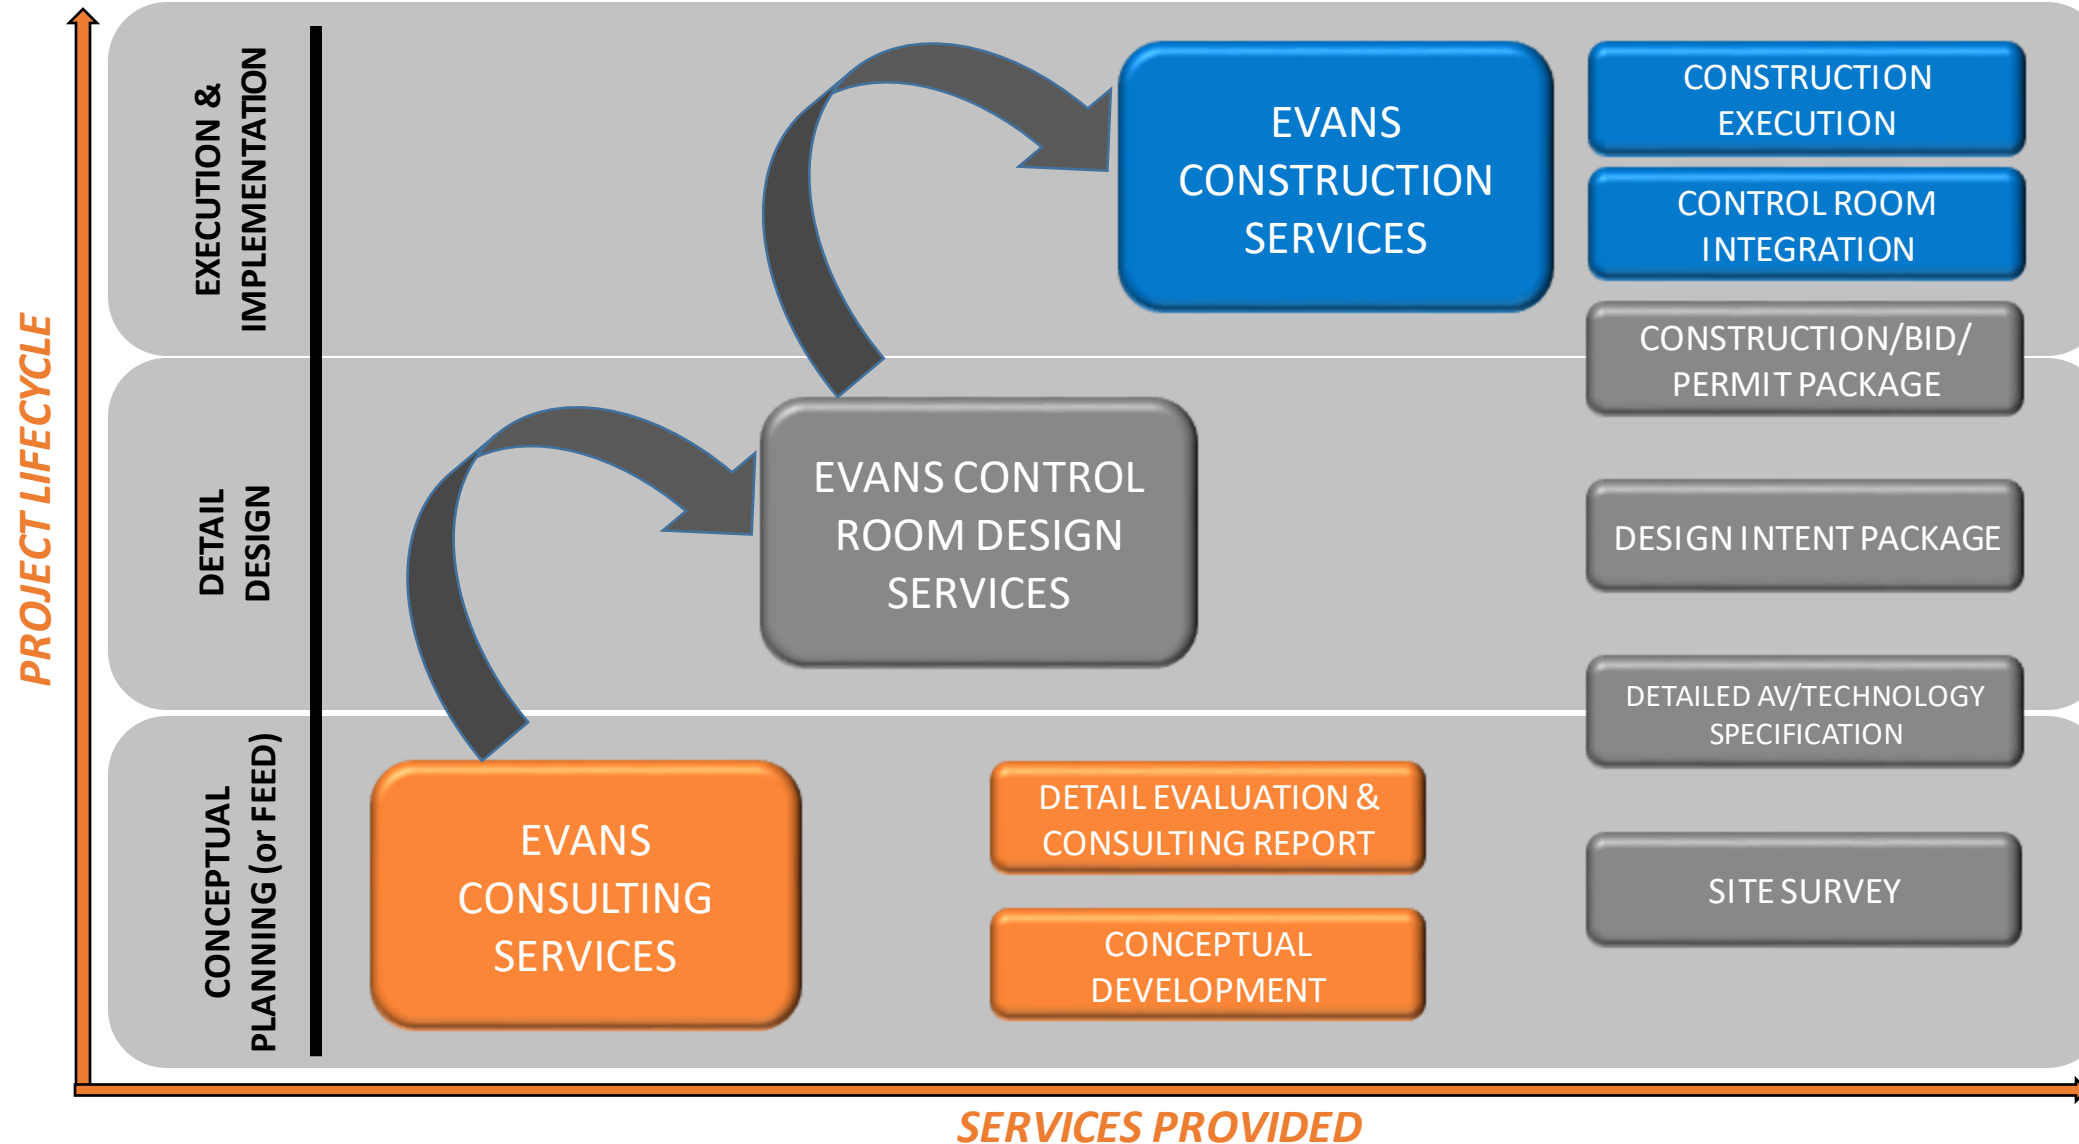 PROJECT LIFECYCLE
EXECUTION &
IMPLEMENTATION
EVANS
CONSTRUCTION
SERVICES
CONSTRUCTION
EXECUTION
CONTROL ROOM
INTEGRATION
CONSTRUCTION/BID/
PERMIT PACKAGE
DETAIL
DESIGN
EVANS CONTROL
ROOM DESIGN
SERVICES
DESIGN INTENT PACKAGE
DETAILED AV/TECHNOLOGY
SPECIFICATION
CONCEPTUAL
PLANNING (or FEED)
EVANS
CONSULTING
SERVICES
DETAIL EVALUATION &
CONSULTING REPORT
CONCEPTUAL
DEVELOPMENT
SITE SURVEY
SERVICES PROVIDED